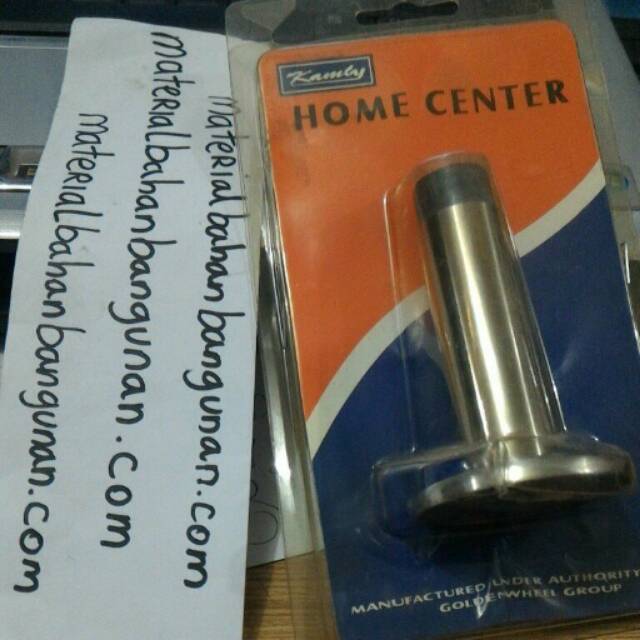 materialbahanbangunan.com
materialbahanbangunan.com
materialbahanbangunan.com
Kamly
HOME CENTER
MANUFACTURED UNDER AUTHORITY
GOLDENWHEEL GROUP